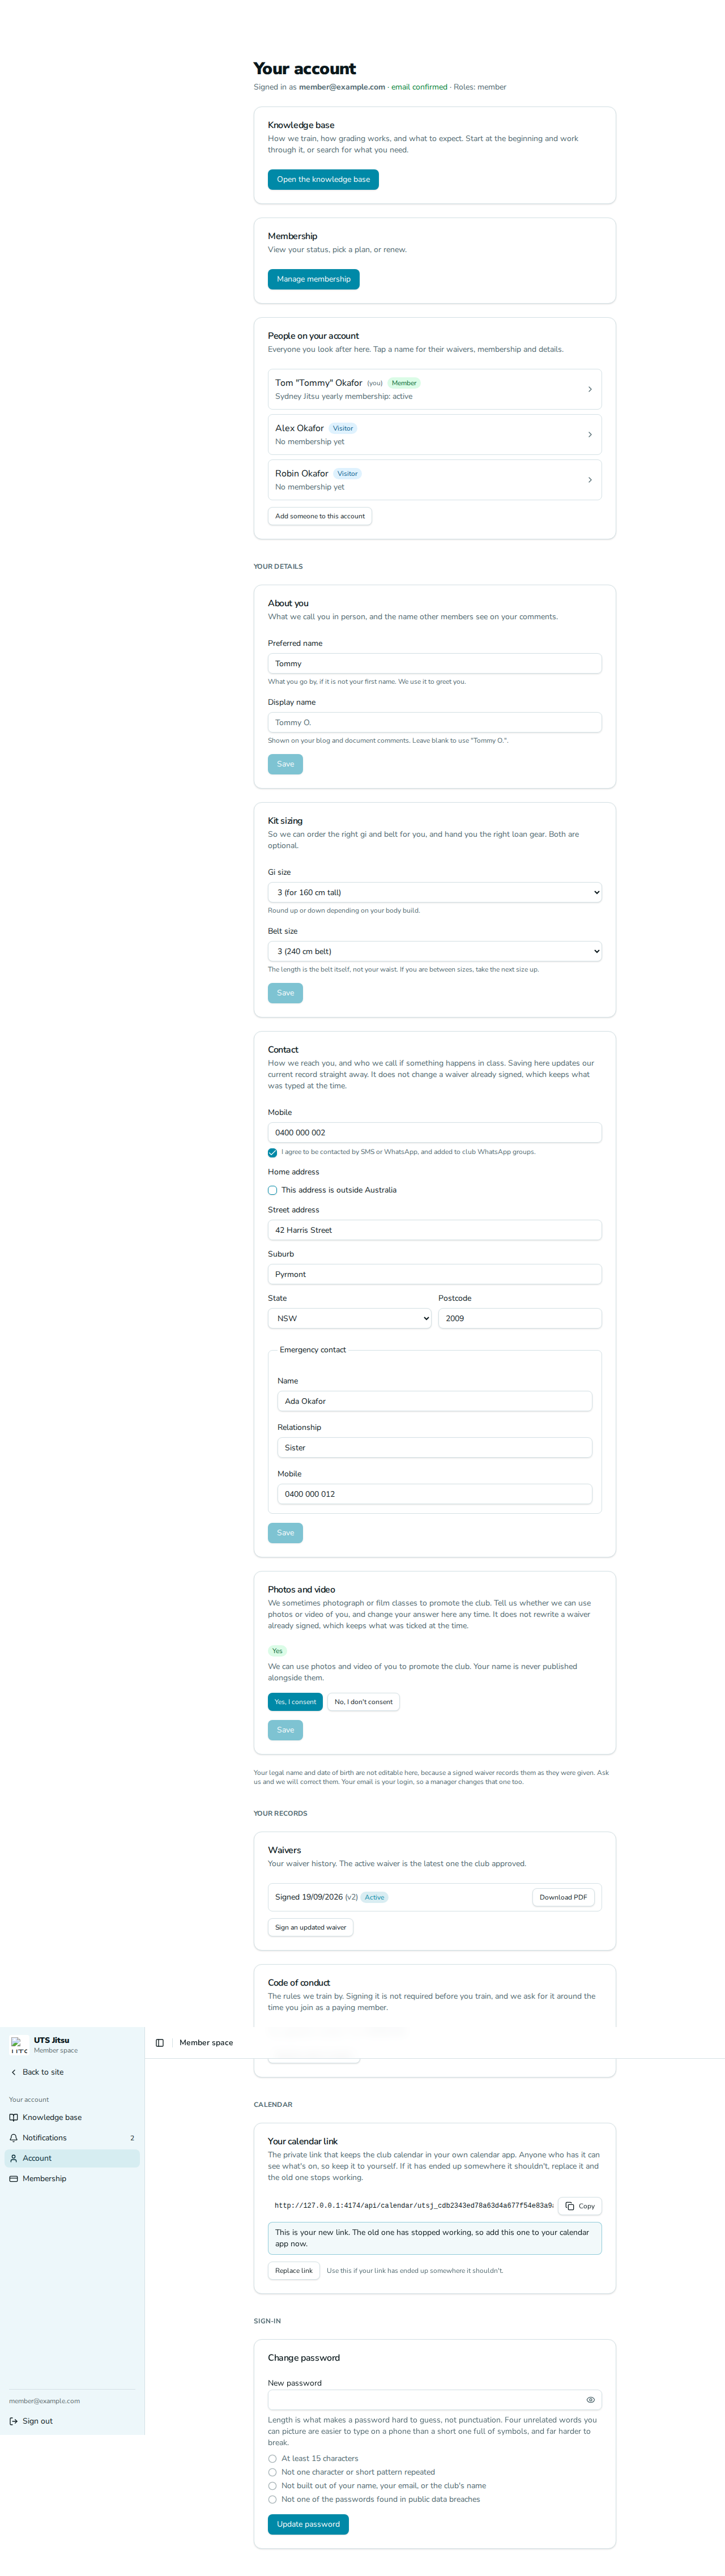 Your account
Signed in as member@example.com · email confirmed · Roles: member
Knowledge base
How we train, how grading works, and what to expect. Start at the beginning and work
through it, or search for what you need.
Open the knowledge base
Membership
View your status, pick a plan, or renew.
Manage membership
People on your account
Everyone you look after here. Tap a name for their waivers, membership and details.
Tom "Tommy" Okafor (you) Member
Sydney Jitsu yearly membership: active
Alex Okafor Visitor
No membership yet
Robin Okafor Visitor
No membership yet
Add someone to this account
YOUR DETAILS
About you
What we call you in person, and the name other members see on your comments.
Preferred name
Tommy
What you go by, if it is not your first name. We use it to greet you.
Display name
Tommy O.
Shown on your blog and document comments. Leave blank to use "Tommy O.".
Save
Kit sizing
So we can order the right gi and belt for you, and hand you the right loan gear. Both are
optional.
Gi size
3 (for 160 cm tall)
Round up or down depending on your body build.
Belt size
3 (240 cm belt)
The length is the belt itself, not your waist. If you are between sizes, take the next size up.
Save
Contact
How we reach you, and who we call if something happens in class. Saving here updates our
current record straight away. It does not change a waiver already signed, which keeps what
was typed at the time.
Mobile
0400 000 002
I agree to be contacted by SMS or WhatsApp, and added to club WhatsApp groups.
Home address
This address is outside Australia
Street address
42 Harris Street
Suburb
Pyrmont
State Postcode
NSW 2009
Emergency contact
Name
Ada Okafor
Relationship
Sister
Mobile
0400 000 012
Save
Photos and video
We sometimes photograph or film classes to promote the club. Tell us whether we can use
photos or video of you, and change your answer here any time. It does not rewrite a waiver
already signed, which keeps what was ticked at the time.
Yes
We can use photos and video of you to promote the club. Your name is never published
alongside them.
Yes, I consent No, I don't consent
Save
Your legal name and date of birth are not editable here, because a signed waiver records them as they were given. Ask
us and we will correct them. Your email is your login, so a manager changes that one too.
YOUR RECORDS
Waivers
Your waiver history. The active waiver is the latest one the club approved.
Signed 19/09/2026 (v2) Active Download PDF
Sign an updated waiver
Code of conduct
The rules we train by. Signing it is not required before you train, and we ask for it around the
time you join as a paying member.
UTS Jitsu
Member space
Member space
Back to site
Your account
Knowledge base
Notifications 2
Account
Membership
member@example.com
Sign out
CALENDAR
Your calendar link
The private link that keeps the club calendar in your own calendar app. Anyone who has it can
see what's on, so keep it to yourself. If it has ended up somewhere it shouldn't, replace it and
the old one stops working.
http://127.0.0.1:4174/api/calendar/utsj_cdb2343ed78a63d4a677f54e83a9 Copy
This is your new link. The old one has stopped working, so add this one to your calendar
app now.
Replace link Use this if your link has ended up somewhere it shouldn't.
SIGN-IN
Change password
New password
Length is what makes a password hard to guess, not punctuation. Four unrelated words you
can picture are easier to type on a phone than a short one full of symbols, and far harder to
break.
At least 15 characters
Not one character or short pattern repeated
Not built out of your name, your email, or the club's name
Not one of the passwords found in public data breaches
Update password